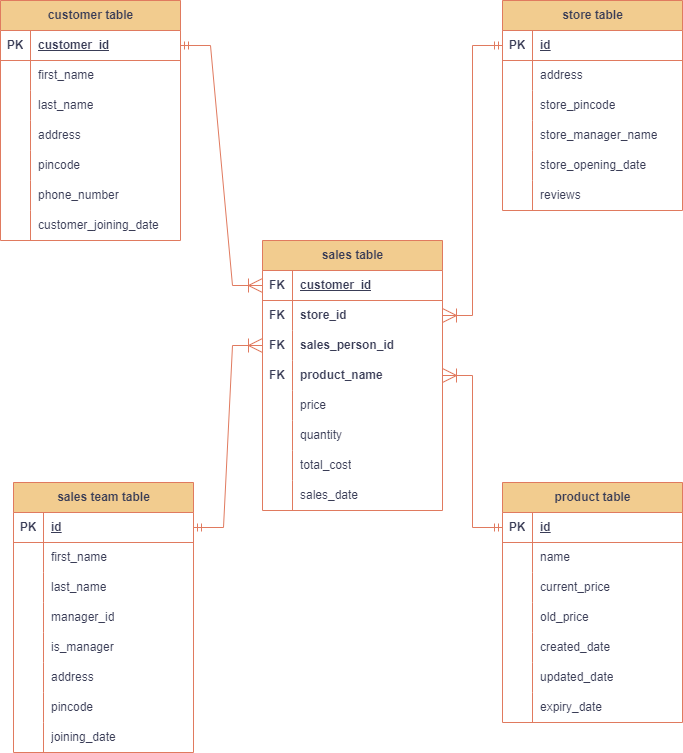 customer table
PK customer_id
first_name
last_name
address
pincode
phone_number
customer_joining_date
store table
PK id
address
store_pincode
store_manager_name
store_opening_date
reviews
sales table
FK customer_id
FK store_id
FK sales_person_id
FK product_name
price
quantity
total_cost
sales_date
sales team table
PK id
first_name
last_name
manager_id
is_manager
address
pincode
joining_date
product table
PK id
name
current_price
old_price
created_date
updated_date
expiry_date